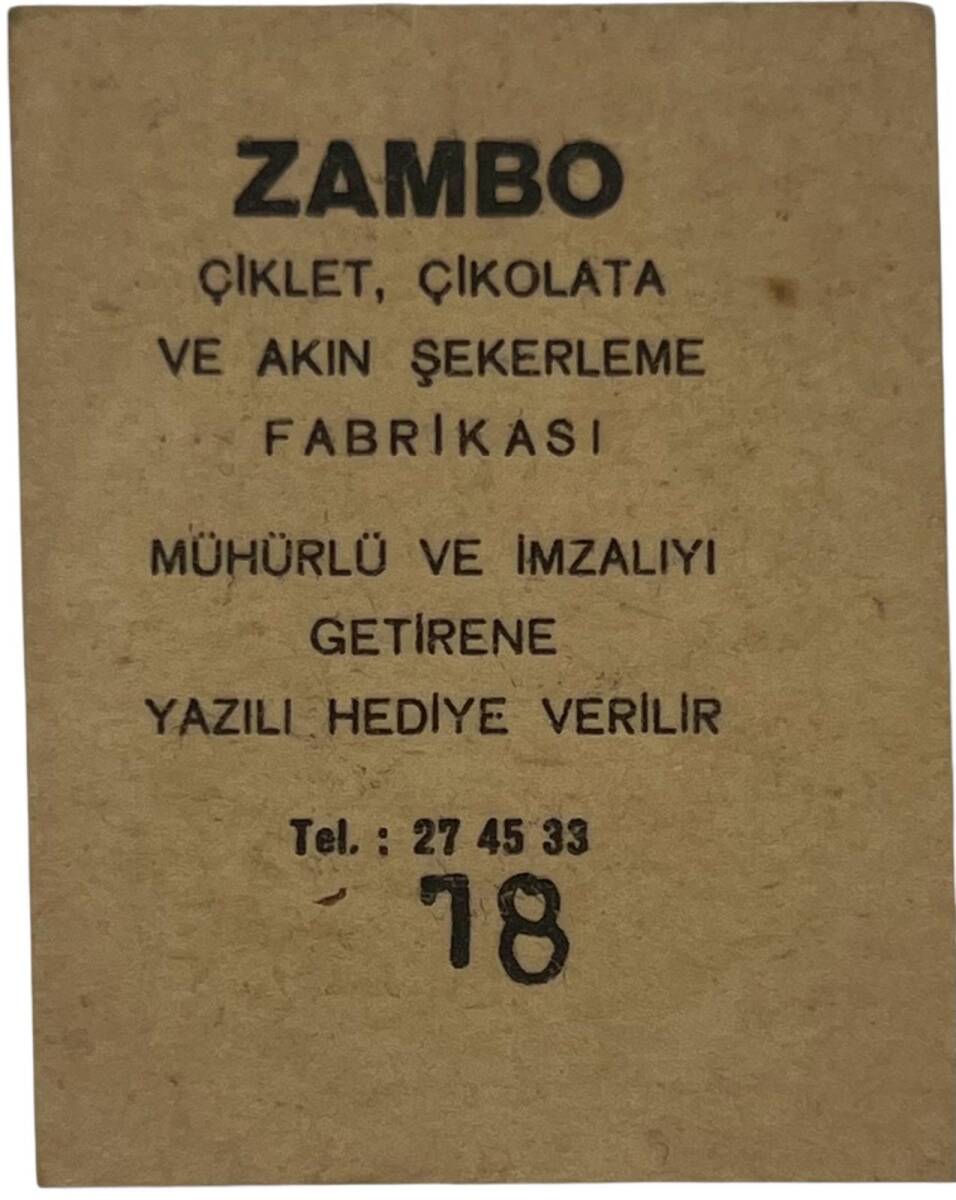 ZAMBO
ÇİKLET, ÇİKOLATA
VE AKIN ŞEKERLEME
FABRİKASI
MÜHÜRLÜ VE İMZALIYI
GETİRENE
YAZILI HEDİYE VERİLİR
Tel. : 27 45 33
18